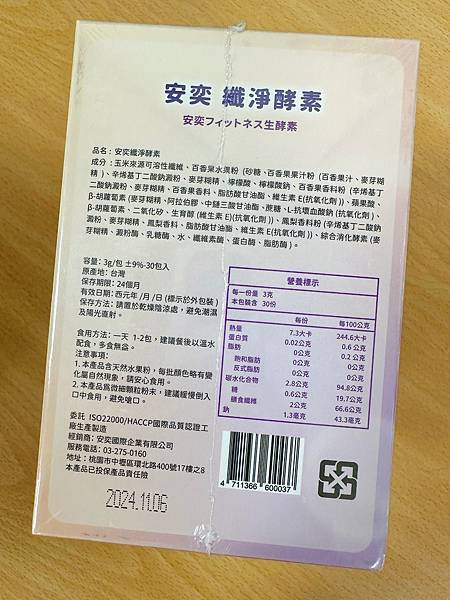 安奕 纖淨酵素
安奕フィットネス生酵素
品名 : 安奕纖淨酵素
成分 : 玉米來源可溶性纖維、百香果水果粉 (砂糖、百香果果汁粉 (百香果汁、麥芽糊
精 )、辛烯基丁二酸鈉澱粉、麥芽糊精、檸檬酸、檸檬酸鈉、百香果香料粉 (辛烯基丁
二酸鈉澱粉、麥芽糊精、百香果香料、脂肪酸甘油酯、維生素E(抗氧化劑 ))、蘋果酸、
β-胡蘿蔔素 (麥芽糊精、阿拉伯膠、中鏈三酸甘油酯、蔗糖、L-抗壞血酸鈉 (抗氧化劑 )、
β-胡蘿蔔素、二氧化矽、生育醇 (維生素 E)(抗氧化劑 ))、鳳梨香料粉 (辛烯基丁二酸鈉
澱粉、麥芽糊精、鳳梨香料、脂肪酸甘油酯、維生素 E(抗氧化劑 ))、綜合消化酵素 (麥
芽糊精、澱粉酶、乳糖酶、水、纖維素酶、蛋白酶、脂肪酶 )。
容量 : 3g/包 ±9%-30包入
原產地 : 台灣
保存期限 : 24個月
有效日期 : 西元年 /月 /日 (標示於外包裝 )
保存方法 : 請置於乾燥陰涼處，避免潮濕
及陽光直射。
食用方法 : 一天 1-2包，建議餐後以溫水
配食，多食無益。
注意事項 :
1. 本產品含天然水果粉，每批顏色略有變
化屬自然現象，請安心食用。
2. 本產品為微細顆粒粉末，建議緩慢倒入
口中食用，避免嗆口。
委託 ISO22000/HACCP國際品質認證工
廠生產製造
經銷商 : 安奕國際企業有限公司
服務電話 : 03-275-0160
地址 : 桃園市中壢區環北路400號17樓之8
本產品已投保產品責任險
2024.11.06
營養標示
每一份量 3克
本包裝含 30份
每份 每100公克
熱量 7.3大卡 244.6大卡
蛋白質 0.02公克 0.6 公克
脂肪 0公克 0.2 公克
飽和脂肪 0公克 0公克
反式脂肪 0公克 0公克
碳水化合物 2.8公克 94.8公克
糖 0.6公克 19.7公克
膳食纖維 2公克 66.6公克
鈉 1.3毫克 43.3毫克
4 711366 600037